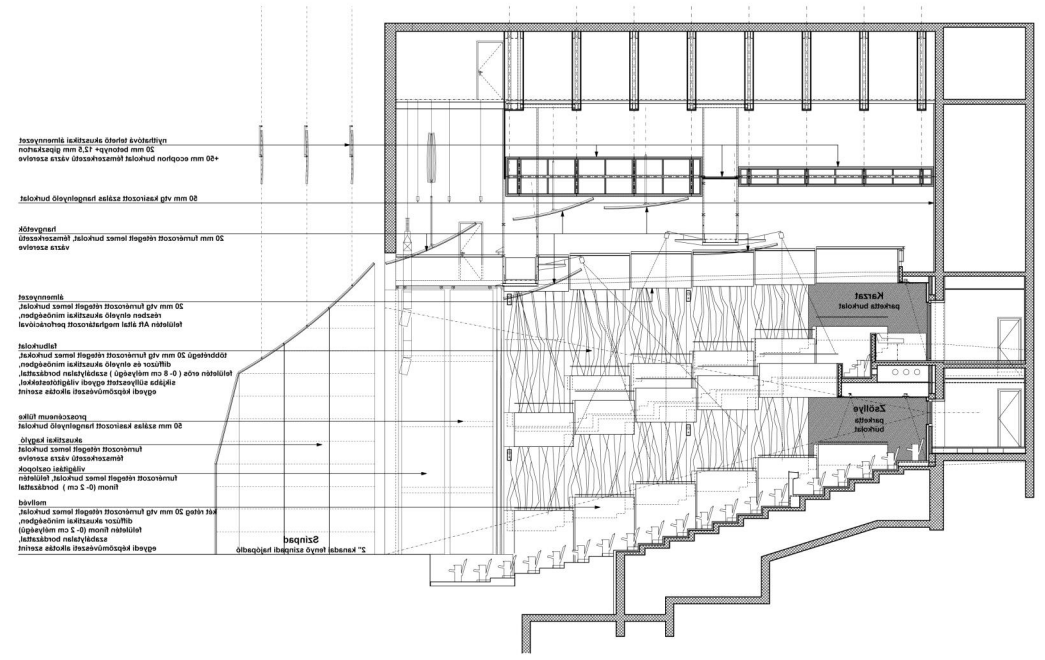 nyithatóvá tehető akusztikai álmennyezet
20 mm betonyp+ 12,5 mm gipszkarton
+50 mm ecophon burkolat fémszerkezetű vázra szerelve
50 mm vtg kasírozott szálas hangelnyelő burkolat
hangvetők
20 mm furnérozott rétegelt lemez burkolat, fémszerkezetű
vázra szerelve
álmennyezet
20 mm vtg furnérozott rétegelt lemez burkolat,
részben elnyelő akusztikai minőségben,
felületén Aft által meghatározott perforációval
falburkolat
többrétegű 20 mm vtg furnérozott rétegelt lemez burkolat,
diffúzor és elnyelő akusztikai minőségben,
felületén erős ( 0- 8 cm mélységű ) szabálytalan bordázattal,
síkjába süllyesztett egyedi világítótestekkel,
egyedi képzőművészeti alkotás szerint
proszcénium fülke
50 mm szálas kasírozott hangelnyelő burkolat
akusztikai kagyló
furnérozott rétegelt lemez burkolat
fémszerkezetű vázra szerelve
világítási oszlopok
furnérozott rétegelt lemez burkolat, felületén
finom (0- 2 cm ) bordázattal
mellvéd
két réteg 20 mm vtg furnérozott rétegelt lemez burkolat,
diffúzor akusztikai minőségben,
felületén finom (0- 2 cm mélységű)
szabálytalan bordázattal,
egyedi képzőművészeti alkotás szerint
Színpad
2" kanadai fenyő színpadi hajópadló
Karzat
parketta burkolat
Zsöllye
parketta
burkolat